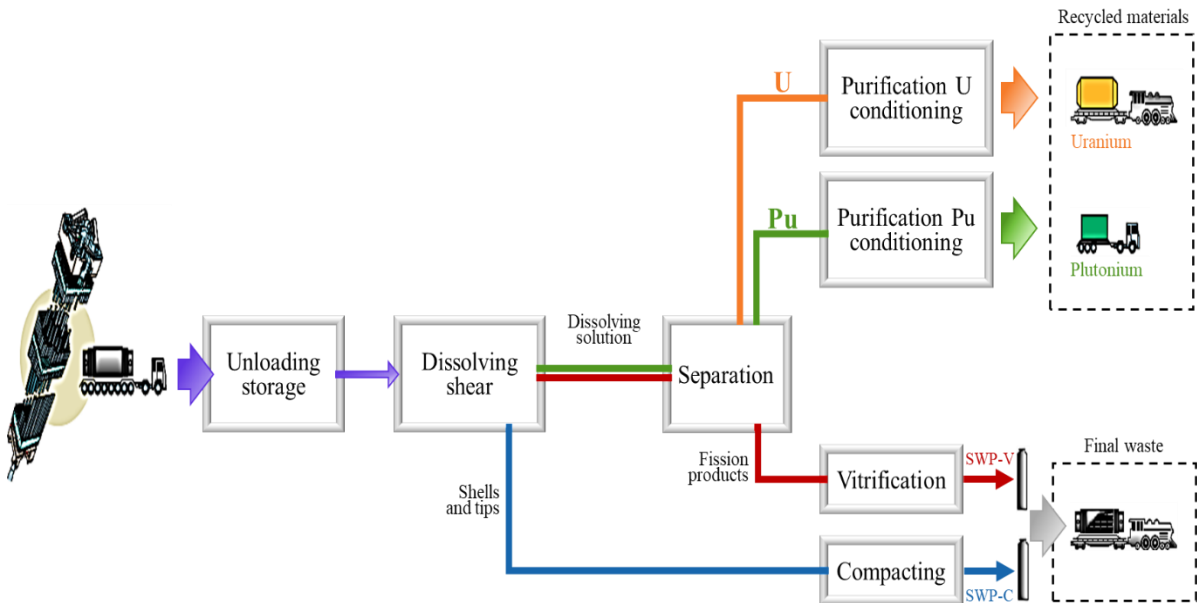 Recycled materials
U
Purification U
conditioning
Uranium
Pu
Purification Pu
conditioning
Plutonium
Unloading
storage
Dissolving
shear
Dissolving
solution
Separation
Fission
products
Shells
and tips
Vitrification
SWP-V
Final waste
Compacting
SWP-C